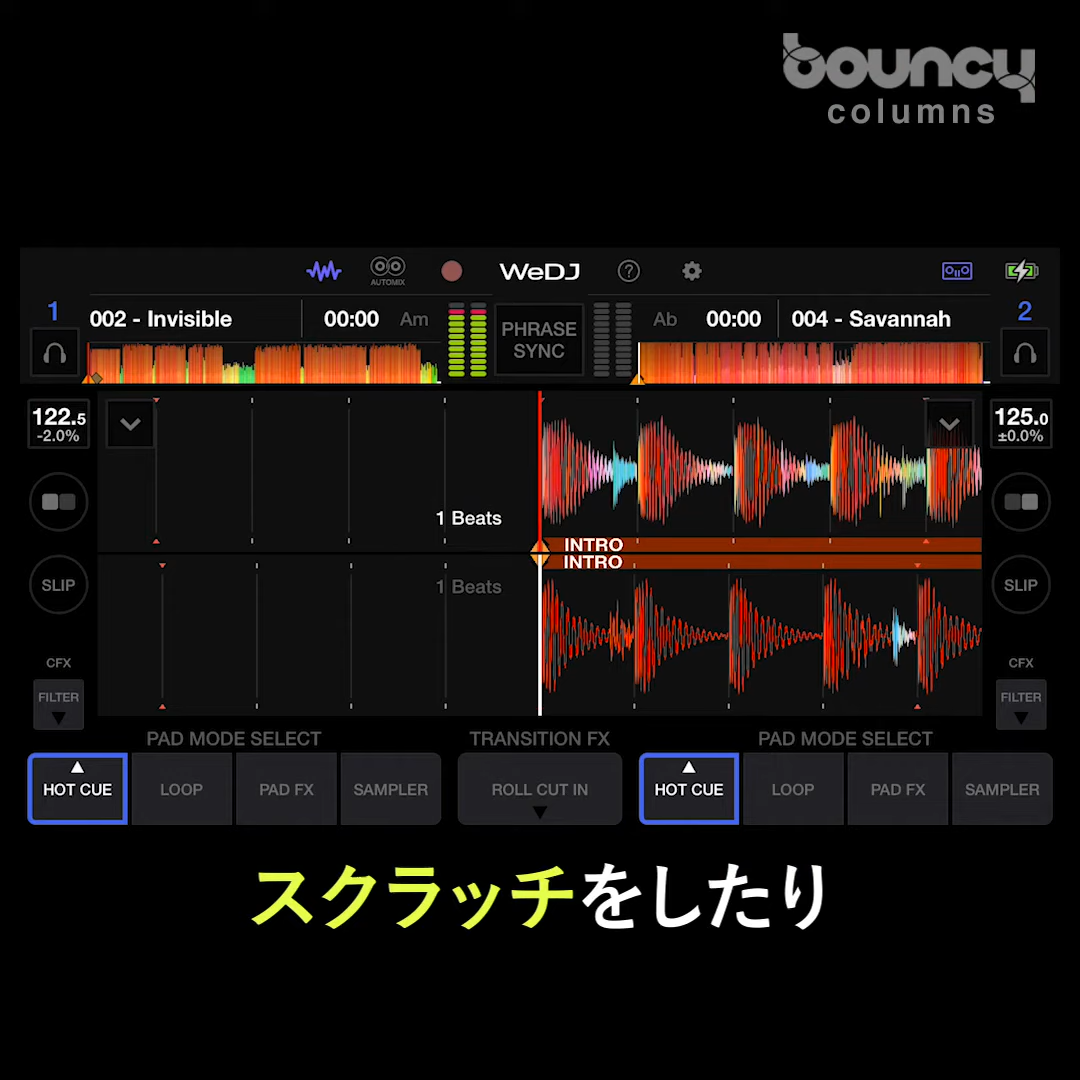 bouncy
columns
AUTOMIX
WeDJ
?
1
002 - Invisible
00:00
Am
PHRASE
SYNC
Ab
00:00
004 - Savannah
2
122.5
-2.0%
125.0
±0.0%
1 Beats
INTRO
INTRO
1 Beats
SLIP
SLIP
CFX
FILTER
CFX
FILTER
PAD MODE SELECT
TRANSITION FX
PAD MODE SELECT
HOT CUE
LOOP
PAD FX
SAMPLER
ROLL CUT IN
HOT CUE
LOOP
PAD FX
SAMPLER
スクラッチをしたり